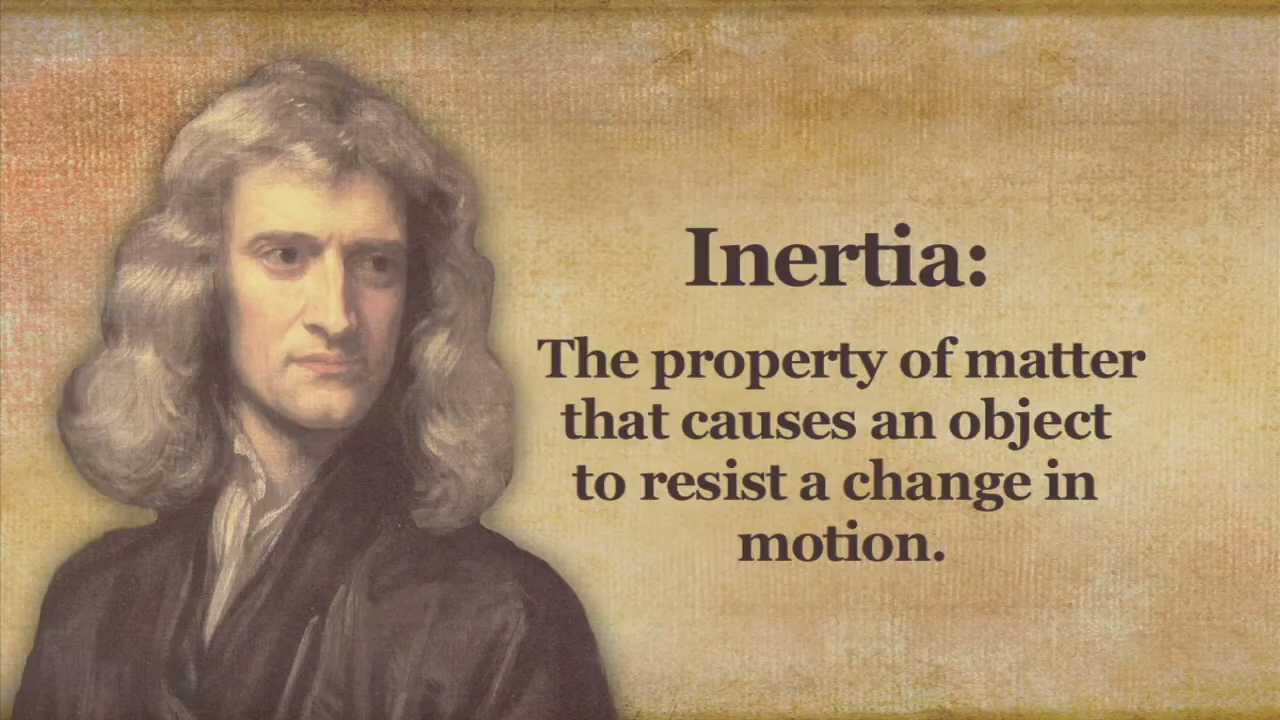 Inertia:
The property of matter
that causes an object
to resist a change in
motion.